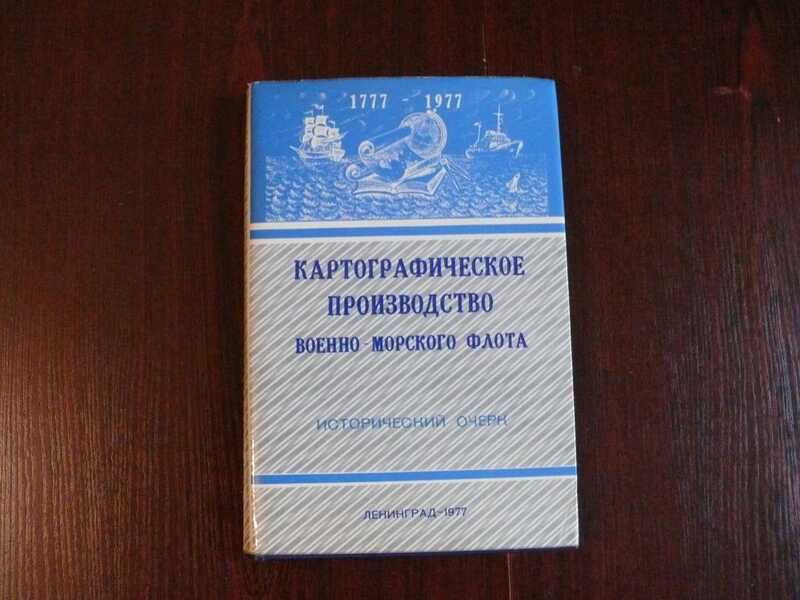 1777 - 1977
КАРТОГРАФИЧЕСКОЕ
ПРОИЗВОДСТВО
ВОЕННО-МОРСКОГО ФЛОТА
ИСТОРИЧЕСКИЙ ОЧЕРК
ЛЕНИНГРАД-1977